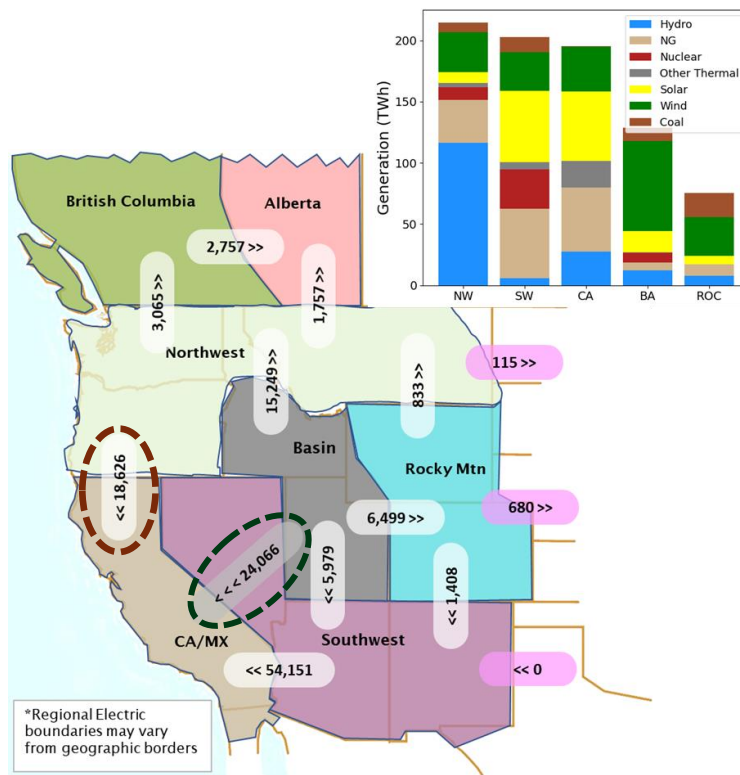 Generation (TWh)
200
150
100
50
0
Hydro
NG
Nuclear
Other Thermal
Solar
Wind
Coal
NW
SW
CA
BA
ROC
British Columbia
Alberta
2,757 >>
3,065 >>
1,757 >>
Northwest
15,249 >>
833 >>
115 >>
Basin
Rocky Mtn
<< 18,626
6,499 >>
680 >>
< < < 24,066
<< 5,979
<< 1,408
CA/MX
Southwest
<< 54,151
<< 0
*Regional Electric
boundaries may vary
from geographic borders